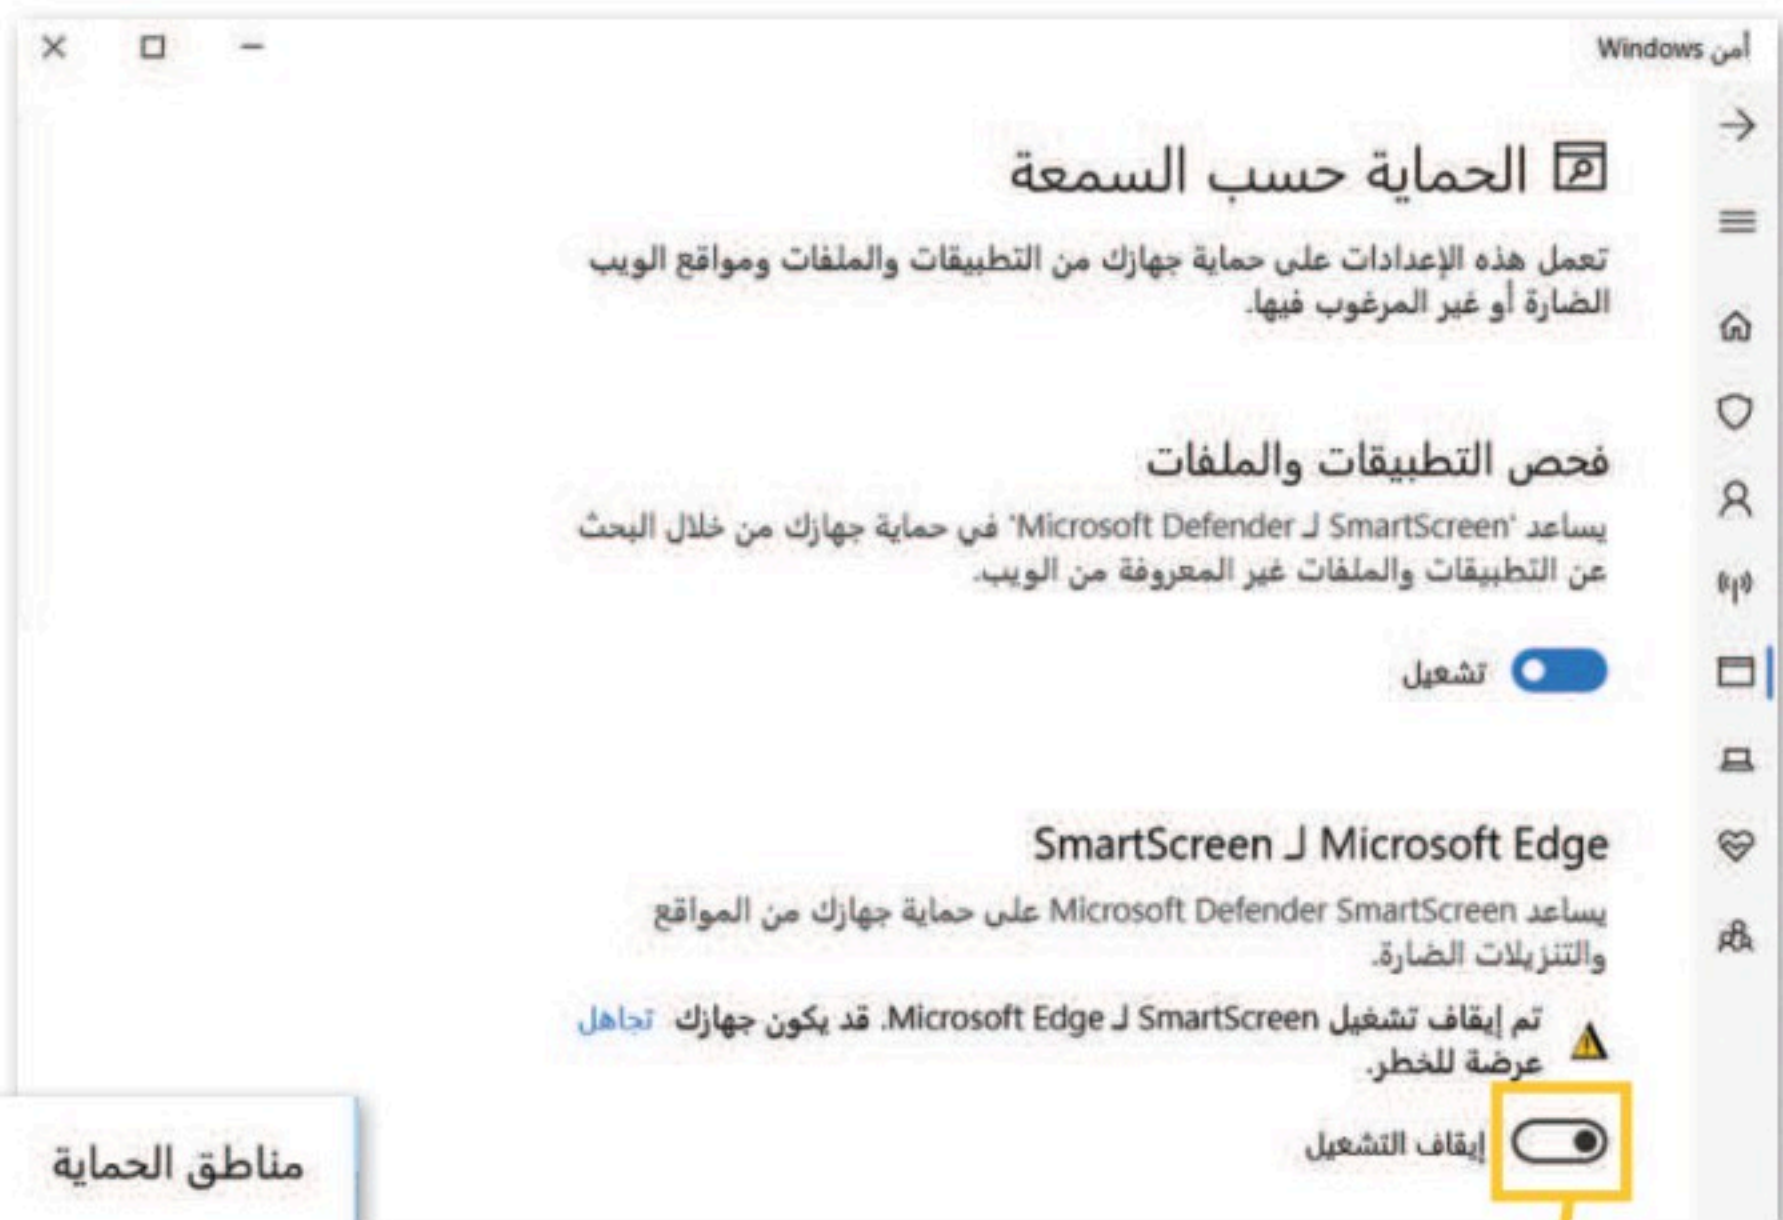 أمن Windows
الحماية حسب السمعة
تعمل هذه الإعدادات على حماية جهازك من التطبيقات والملفات ومواقع الويب
الضارة أو غير المرغوب فيها.
فحص التطبيقات والملفات
يساعد 'SmartScreen لـ Microsoft Defender' في حماية جهازك من خلال البحث
عن التطبيقات والملفات غير المعروفة من الويب.
تشغيل
SmartScreen لـ Microsoft Edge
يساعد Microsoft Defender SmartScreen على حماية جهازك من المواقع
والتنزيلات الضارة.
تم إيقاف تشغيل SmartScreen لـ Microsoft Edge. قد يكون جهازك تجاهل
عرضة للخطر.
إيقاف التشغيل
مناطق الحماية